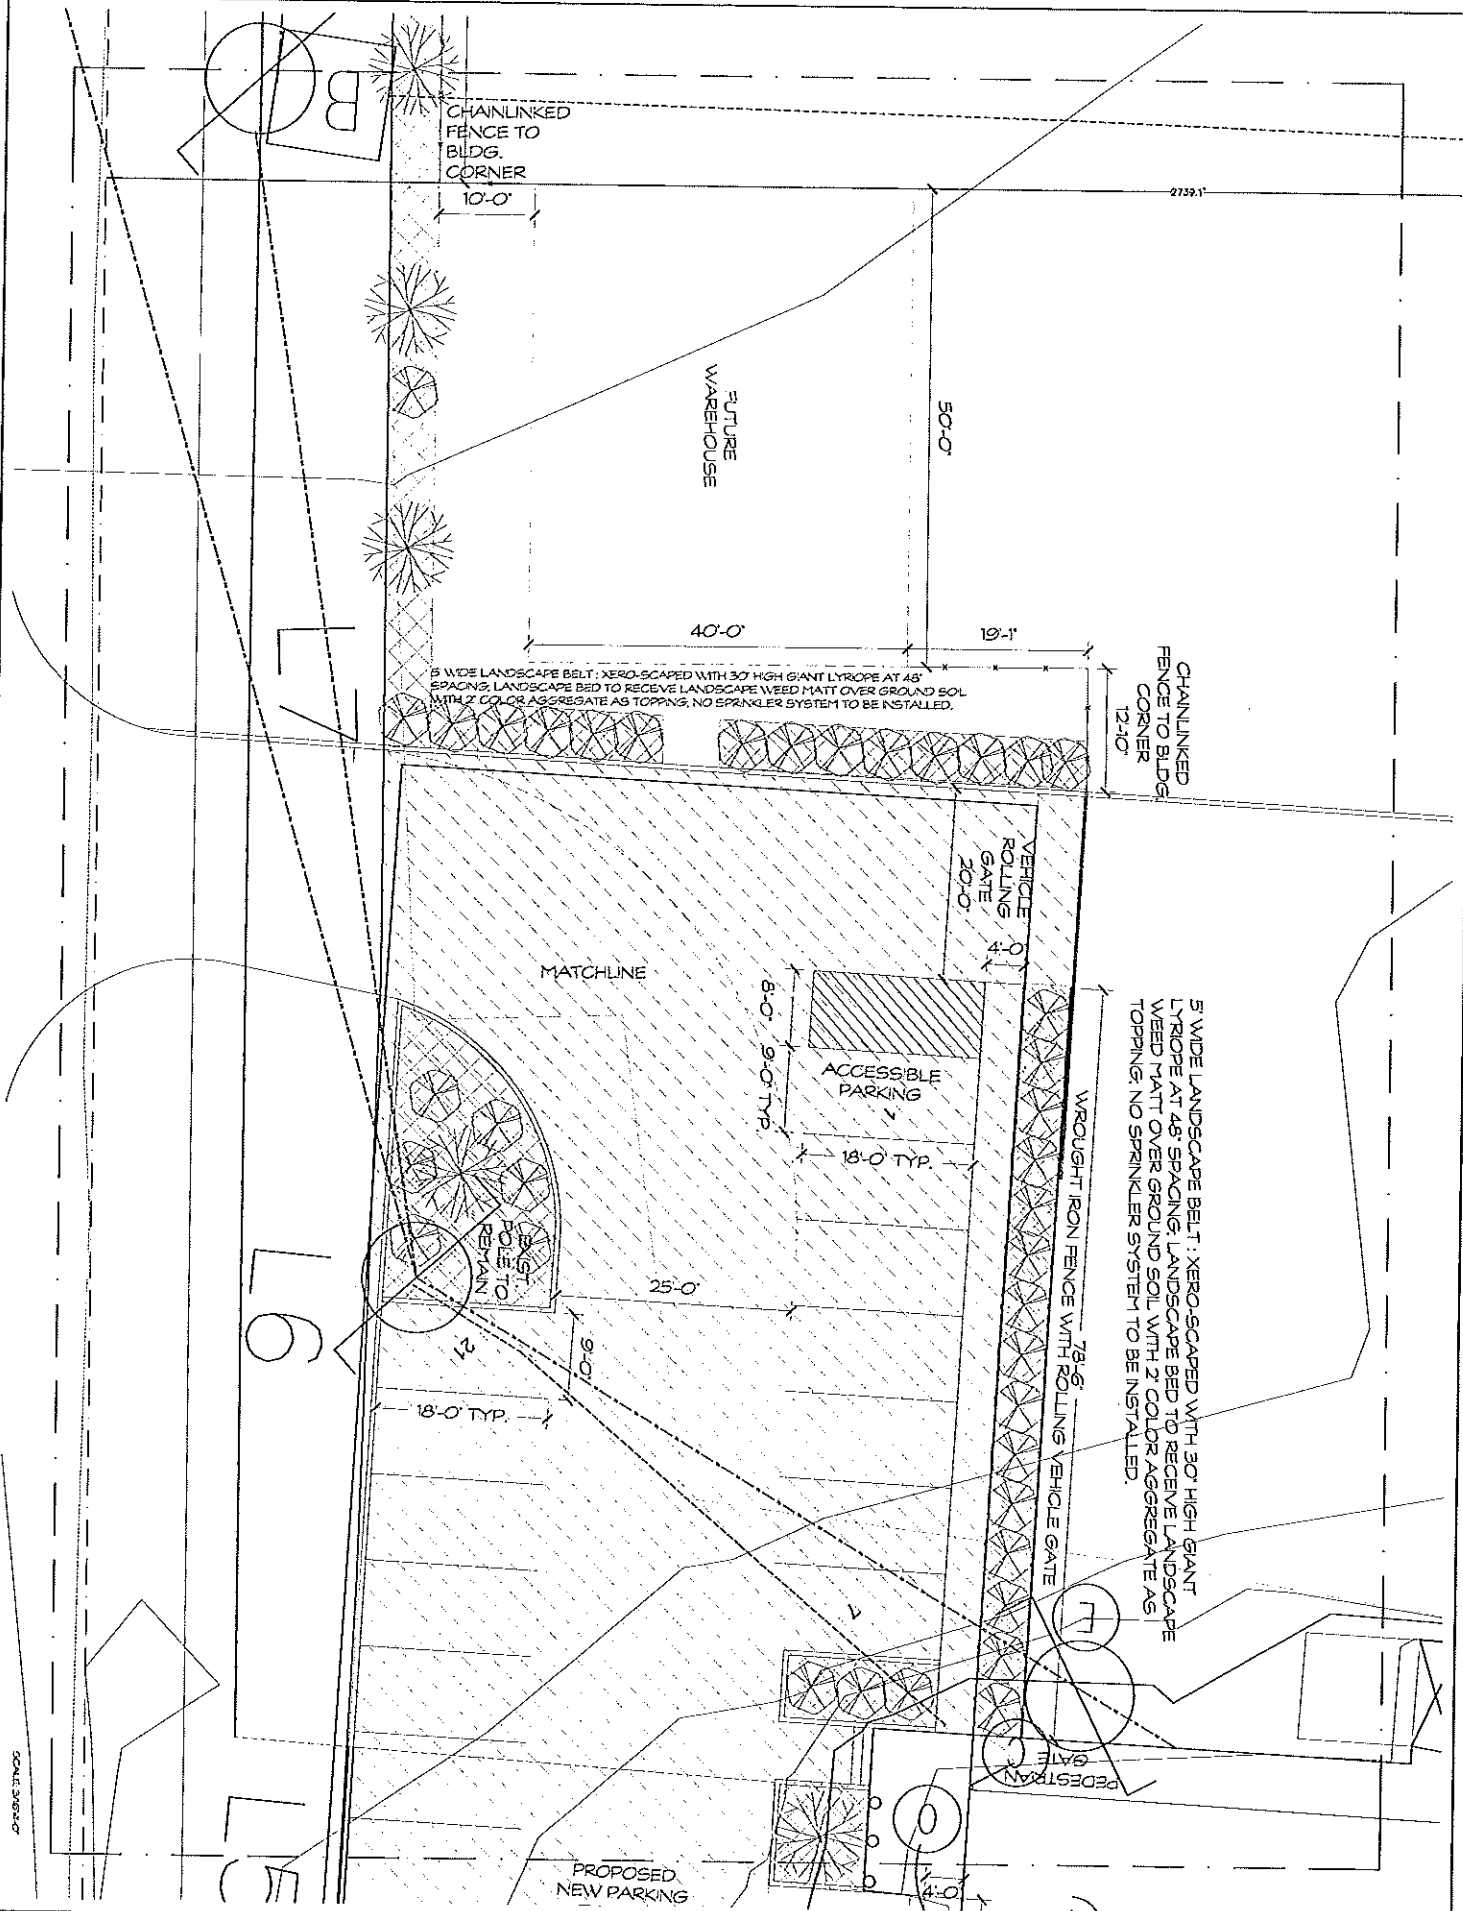 B
CHAINLINKED
FENCE TO
BLDG.
CORNER
10'-0"
2739.1'
FUTURE
WAREHOUSE
50'-0"
40'-0"
19'-1"
CHAINLINKED
FENCE TO BLDG.
CORNER
12'-10"
5' WIDE LANDSCAPE BELT : XERO-SCAPED WITH 30" HIGH GIANT LYRIOPE AT 48"
SPACING; LANDSCAPE BED TO RECEIVE LANDSCAPE WEED MATT OVER GROUND SOIL
WITH 2" COLOR AGGREGATE AS TOPPING; NO SPRINKLER SYSTEM TO BE INSTALLED.
L7
VEHICLE
ROLLING
GATE
20'-0"
4'-0"
MATCHLINE
8'-0"
9'-0" TYP.
ACCESSIBLE
PARKING
1
18'-0" TYP.
5' WIDE LANDSCAPE BELT : XERO-SCAPED WITH 30" HIGH GIANT
LYRIOPE AT 48" SPACING; LANDSCAPE BED TO RECEIVE LANDSCAPE
WEED MATT OVER GROUND SOIL WITH 2" COLOR AGGREGATE AS
TOPPING; NO SPRINKLER SYSTEM TO BE INSTALLED.
WROUGHT IRON FENCE WITH ROLLING VEHICLE GATE
78'-6"
EXIST.
POLE TO
REMAIN
25'-0"
L6
21
9'-0"
18'-0" TYP.
7
E
C
PEDESTRIAN
GATE
O
4'-0"
PROPOSED
NEW PARKING